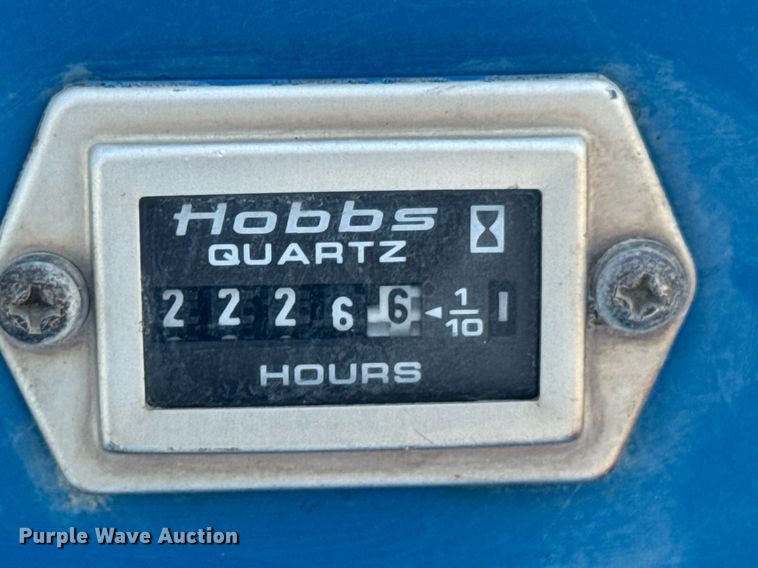 Hobbs
QUARTZ
2 2 2 6 6 ◄ 1/10
HOURS
Purple Wave Auction